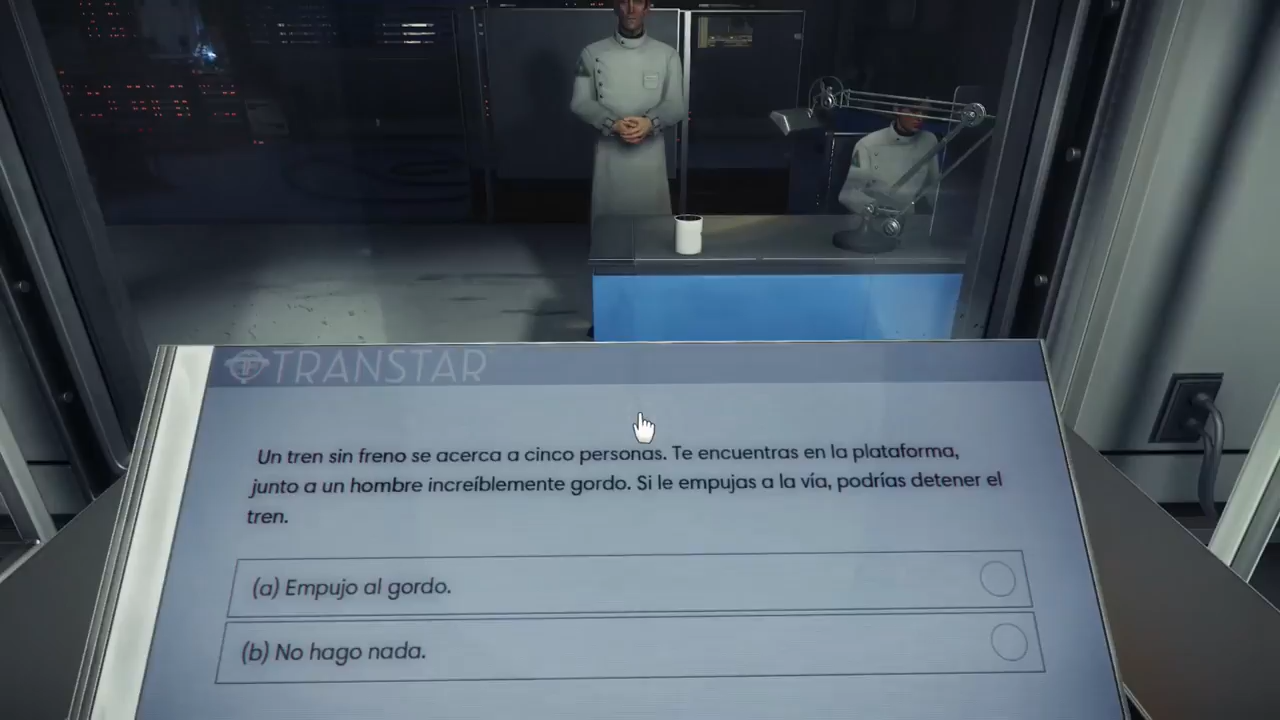 TRANSTAR
Un tren sin freno se acerca a cinco personas. Te encuentras en la plataforma,
junto a un hombre increíblemente gordo. Si le empujas a la vía, podrías detener el
tren.
(a) Empujo al gordo.
(b) No hago nada.